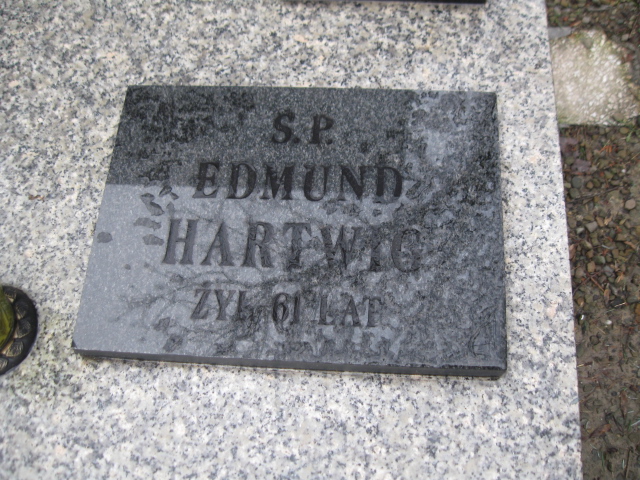 S.P.
EDMUND
HARTWIG
ŻYŁ 61 LAT